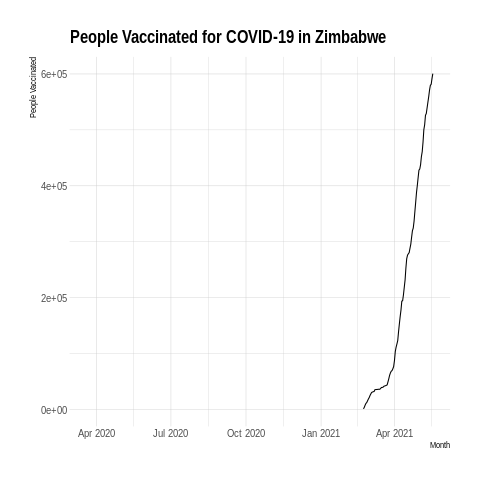 People Vaccinated for COVID-19 in Zimbabwe
People Vaccinated
6e+05
4e+05
2e+05
0e+00
Apr 2020 Jul 2020 Oct 2020 Jan 2021 Apr 2021
Month